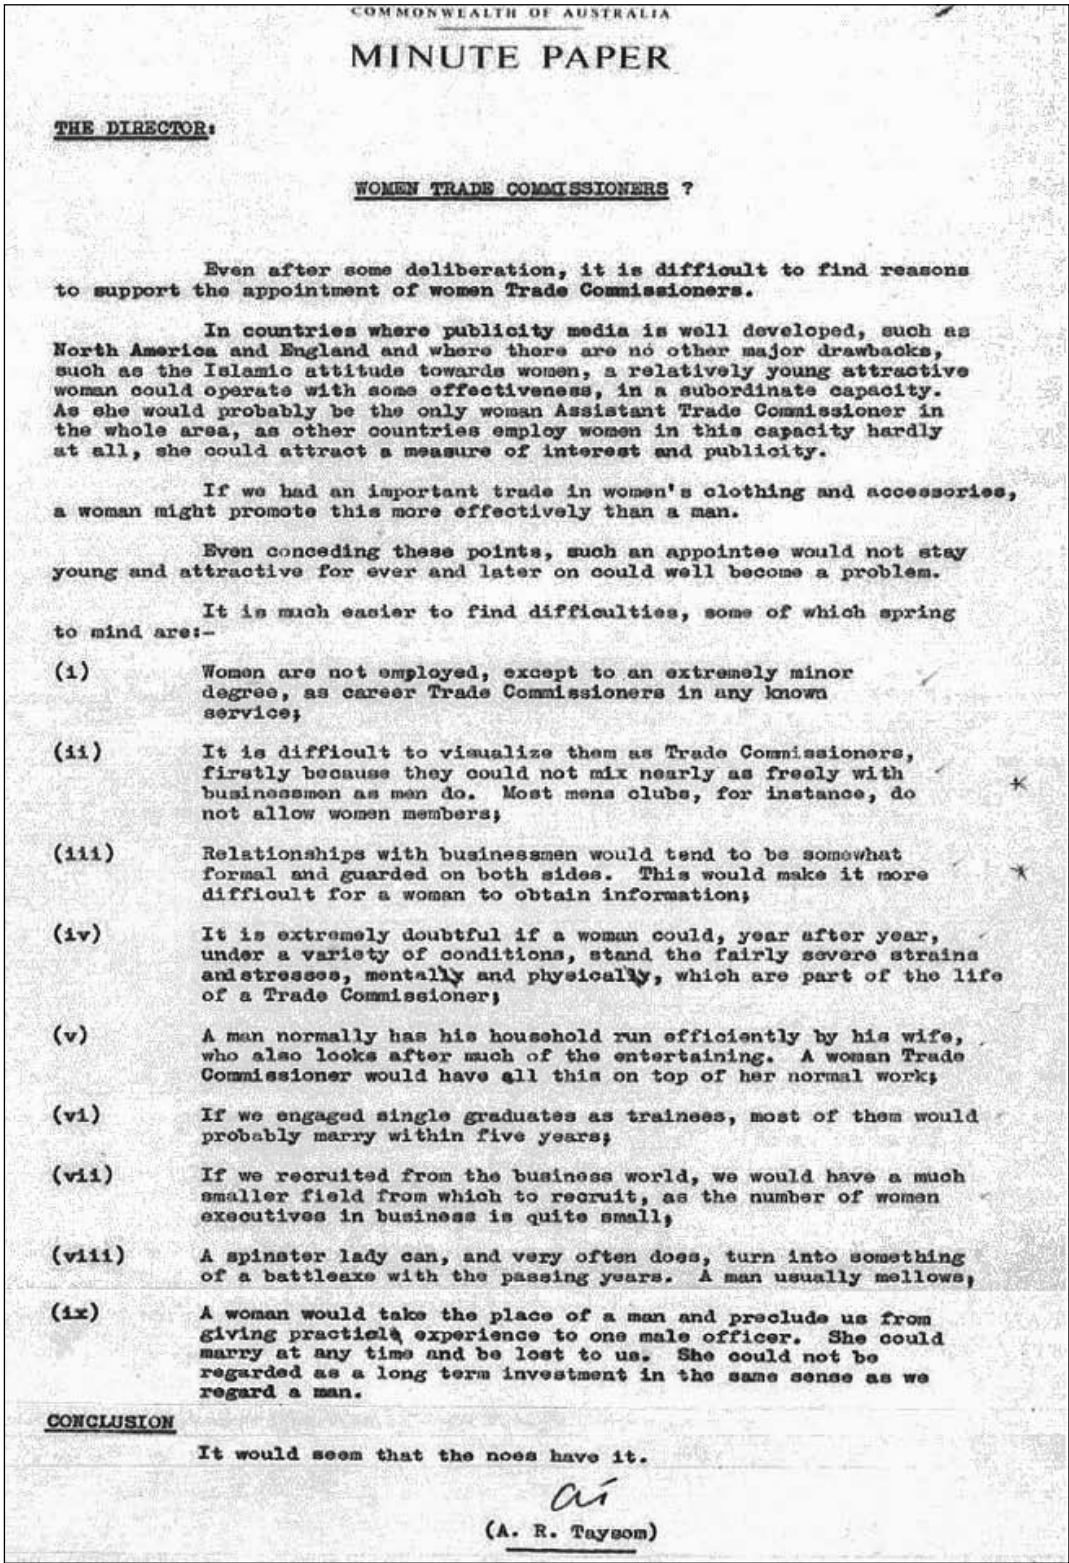 COMMONWEALTH OF AUSTRALIA
MINUTE PAPER
THE DIRECTOR:
WOMEN TRADE COMMISSIONERS ?
Even after some deliberation, it is difficult to find reasons
to support the appointment of women Trade Commissioners.
In countries where publicity media is well developed, such as
North America and England and where there are no other major drawbacks,
such as the Islamic attitude towards women, a relatively young attractive
woman could operate with some effectiveness, in a subordinate capacity.
As she would probably be the only woman Assistant Trade Commissioner in
the whole area, as other countries employ women in this capacity hardly
at all, she could attract a measure of interest and publicity.
If we had an important trade in women's clothing and accessories,
a woman might promote this more effectively than a man.
Even conceding these points, such an appointee would not stay
young and attractive for ever and later on could well become a problem.
It is much easier to find difficulties, some of which spring
to mind are:-
(i) Women are not employed, except to an extremely minor
degree, as career Trade Commissioners in any known
service;
(ii) It is difficult to visualize them as Trade Commissioners,
firstly because they could not mix nearly as freely with
businessmen as men do. Most mens clubs, for instance, do
not allow women members;
(iii) Relationships with businessmen would tend to be somewhat
formal and guarded on both sides. This would make it more
difficult for a woman to obtain information;
(iv) It is extremely doubtful if a woman could, year after year,
under a variety of conditions, stand the fairly severe strains
and stresses, mentally and physically, which are part of the life
of a Trade Commissioner;
(v) A man normally has his household run efficiently by his wife,
who also looks after much of the entertaining. A woman Trade
Commissioner would have all this on top of her normal work;
(vi) If we engaged single graduates as trainees, most of them would
probably marry within five years;
(vii) If we recruited from the business world, we would have a much
smaller field from which to recruit, as the number of women
executives in business is quite small;
(viii) A spinster lady can, and very often does, turn into something
of a battleaxe with the passing years. A man usually mellows;
(ix) A woman would take the place of a man and preclude us from
giving practical experience to one male officer. She could
marry at any time and be lost to us. She could not be
regarded as a long term investment in the same sense as we
regard a man.
CONCLUSION
It would seem that the noes have it.
(A. R. Taysom)